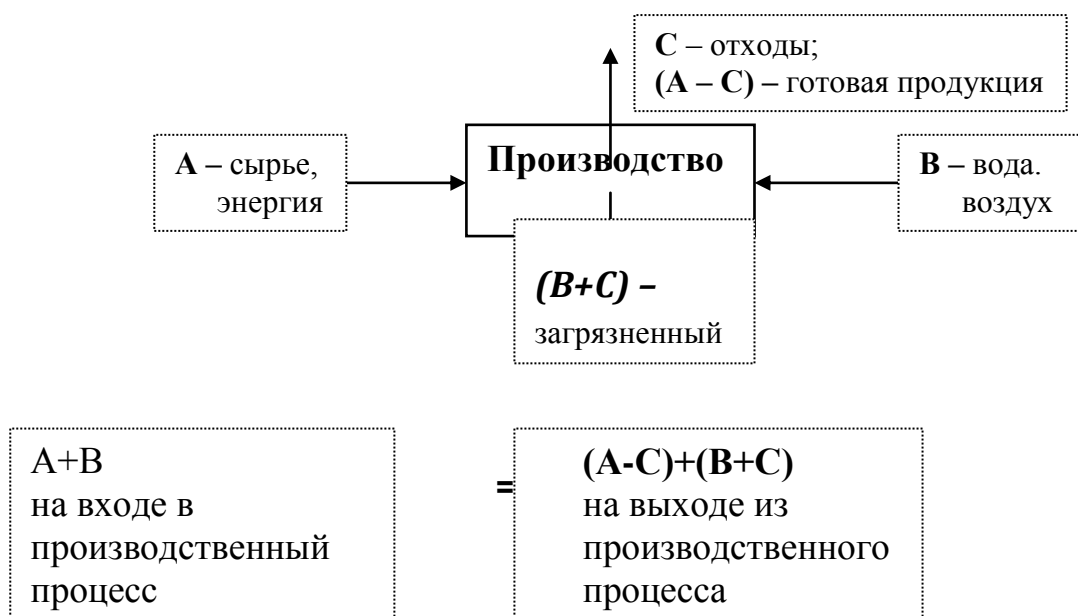 С – отходы;
(А – С) – готовая продукция
А – сырье,
энергия
Производство
В – вода.
воздух
(В+С) –
загрязненный
А+В
на входе в
производственный
процесс
=
(А-С)+(В+С)
на выходе из
производственного
процесса